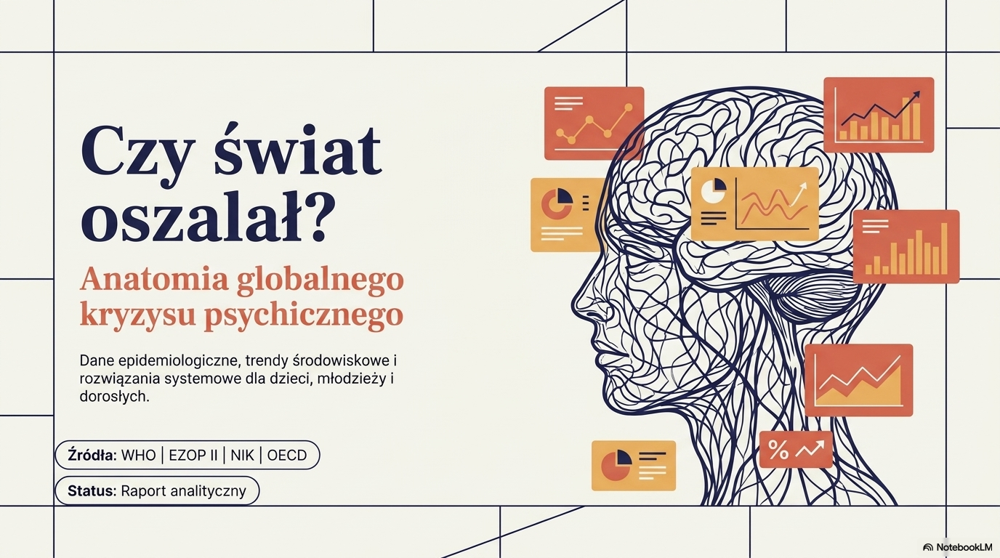 Czy świat
oszalał?
Anatomia globalnego
kryzysu psychicznego
Dane epidemiologiczne, trendy środowiskowe i
rozwiązania systemowe dla dzieci, młodzieży i
dorosłych.
Źródła: WHO | EZOP II | NIK | OECD
Status: Raport analityczny
%
NotebookLM